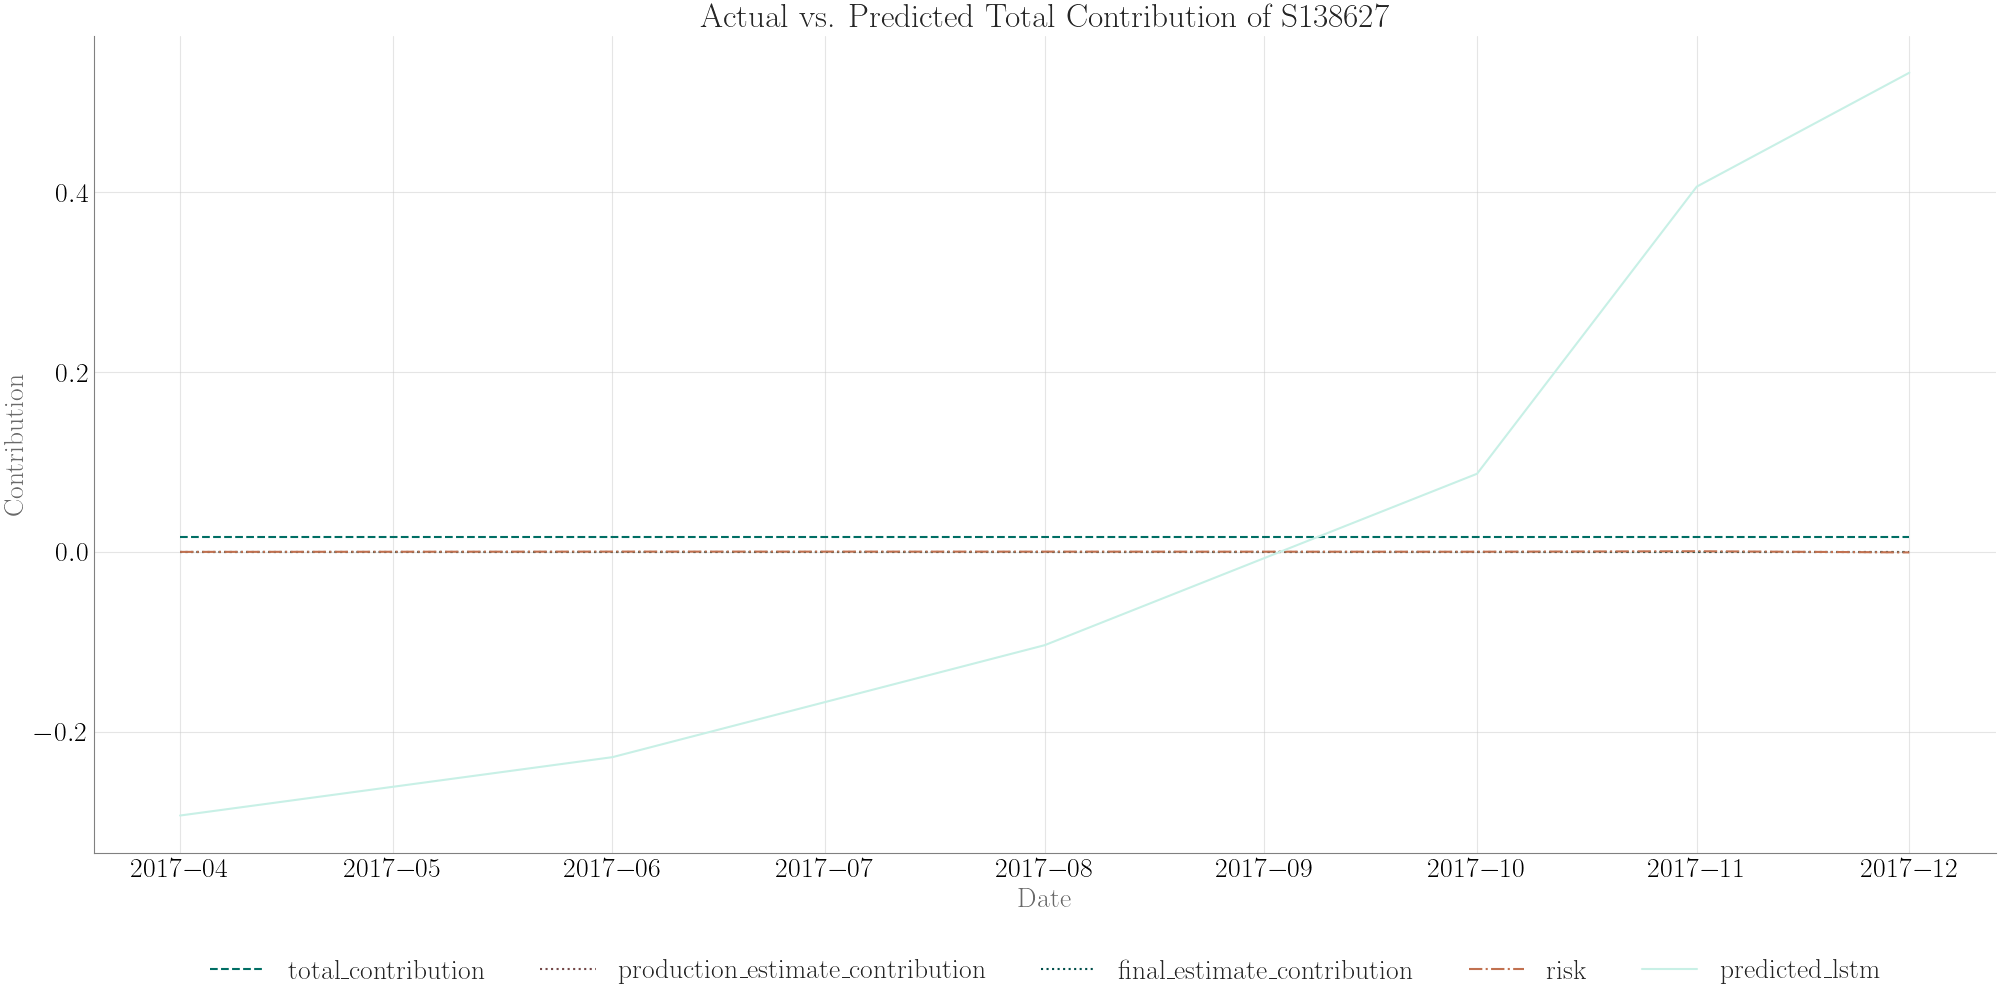 Actual vs. Predicted Total Contribution of S138627
Contribution
0.4
0.2
0.0
−0.2
2017–04 2017–05 2017–06 2017–07 2017–08 2017–09 2017–10 2017–11 2017–12
Date
total_contribution production_estimate_contribution final_estimate_contribution risk predicted_lstm